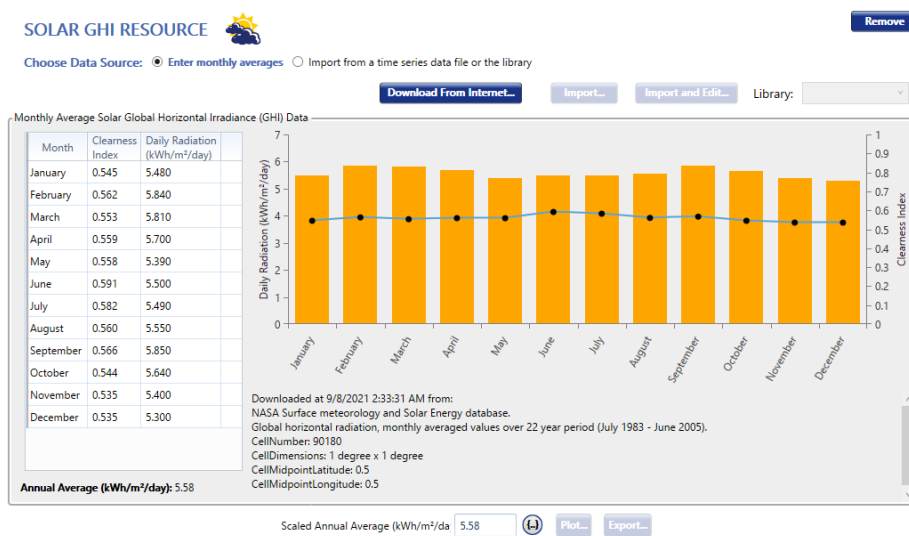 SOLAR GHI RESOURCE
Remove
Choose Data Source: Enter monthly averages Import from a time series data file or the library
Download From Internet... Import... Import and Edit... Library:
Monthly Average Solar Global Horizontal Irradiance (GHI) Data
Month Clearness Index Daily Radiation (kWh/m²/day)
January 0.545 5.480
February 0.562 5.840
March 0.553 5.810
April 0.559 5.700
May 0.558 5.390
June 0.591 5.500
July 0.582 5.490
August 0.560 5.550
September 0.566 5.850
October 0.544 5.640
November 0.535 5.400
December 0.535 5.300
Annual Average (kWh/m²/day): 5.58
Daily Radiation (kWh/m²/day)
7
6
5
4
3
2
1
0
1
0.9
0.8
0.7
0.6
0.5
0.4
0.3
0.2
0.1
0
Clearness Index
January February March April May June July August September October November December
Downloaded at 9/8/2021 2:33:31 AM from:
NASA Surface meteorology and Solar Energy database.
Global horizontal radiation, monthly averaged values over 22 year period (July 1983 - June 2005).
CellNumber: 90180
CellDimensions: 1 degree x 1 degree
CellMidpointLatitude: 0.5
CellMidpointLongitude: 0.5
Scaled Annual Average (kWh/m²/da 5.58 {..} Plot... Export...